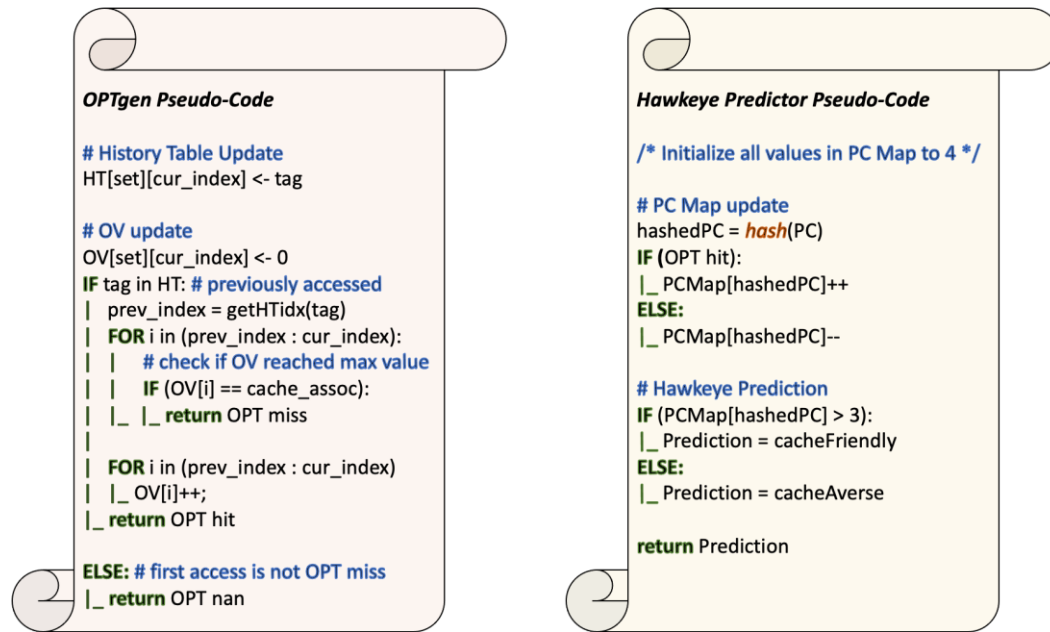 OPTgen Pseudo-Code
# History Table Update
HT[set][cur_index] <- tag
# OV update
OV[set][cur_index] <- 0
IF tag in HT: # previously accessed
| prev_index = getHTidx(tag)
| FOR i in (prev_index : cur_index):
| | # check if OV reached max value
| | IF (OV[i] == cache_assoc):
| |_ |_ return OPT miss
|
| FOR i in (prev_index : cur_index)
| |_ OV[i]++;
|_ return OPT hit
ELSE: # first access is not OPT miss
|_ return OPT nan
Hawkeye Predictor Pseudo-Code
/* Initialize all values in PC Map to 4 */
# PC Map update
hashedPC = hash(PC)
IF (OPT hit):
|_ PCMap[hashedPC]++
ELSE:
|_ PCMap[hashedPC]--
# Hawkeye Prediction
IF (PCMap[hashedPC] > 3):
|_ Prediction = cacheFriendly
ELSE:
|_ Prediction = cacheAverse
return Prediction